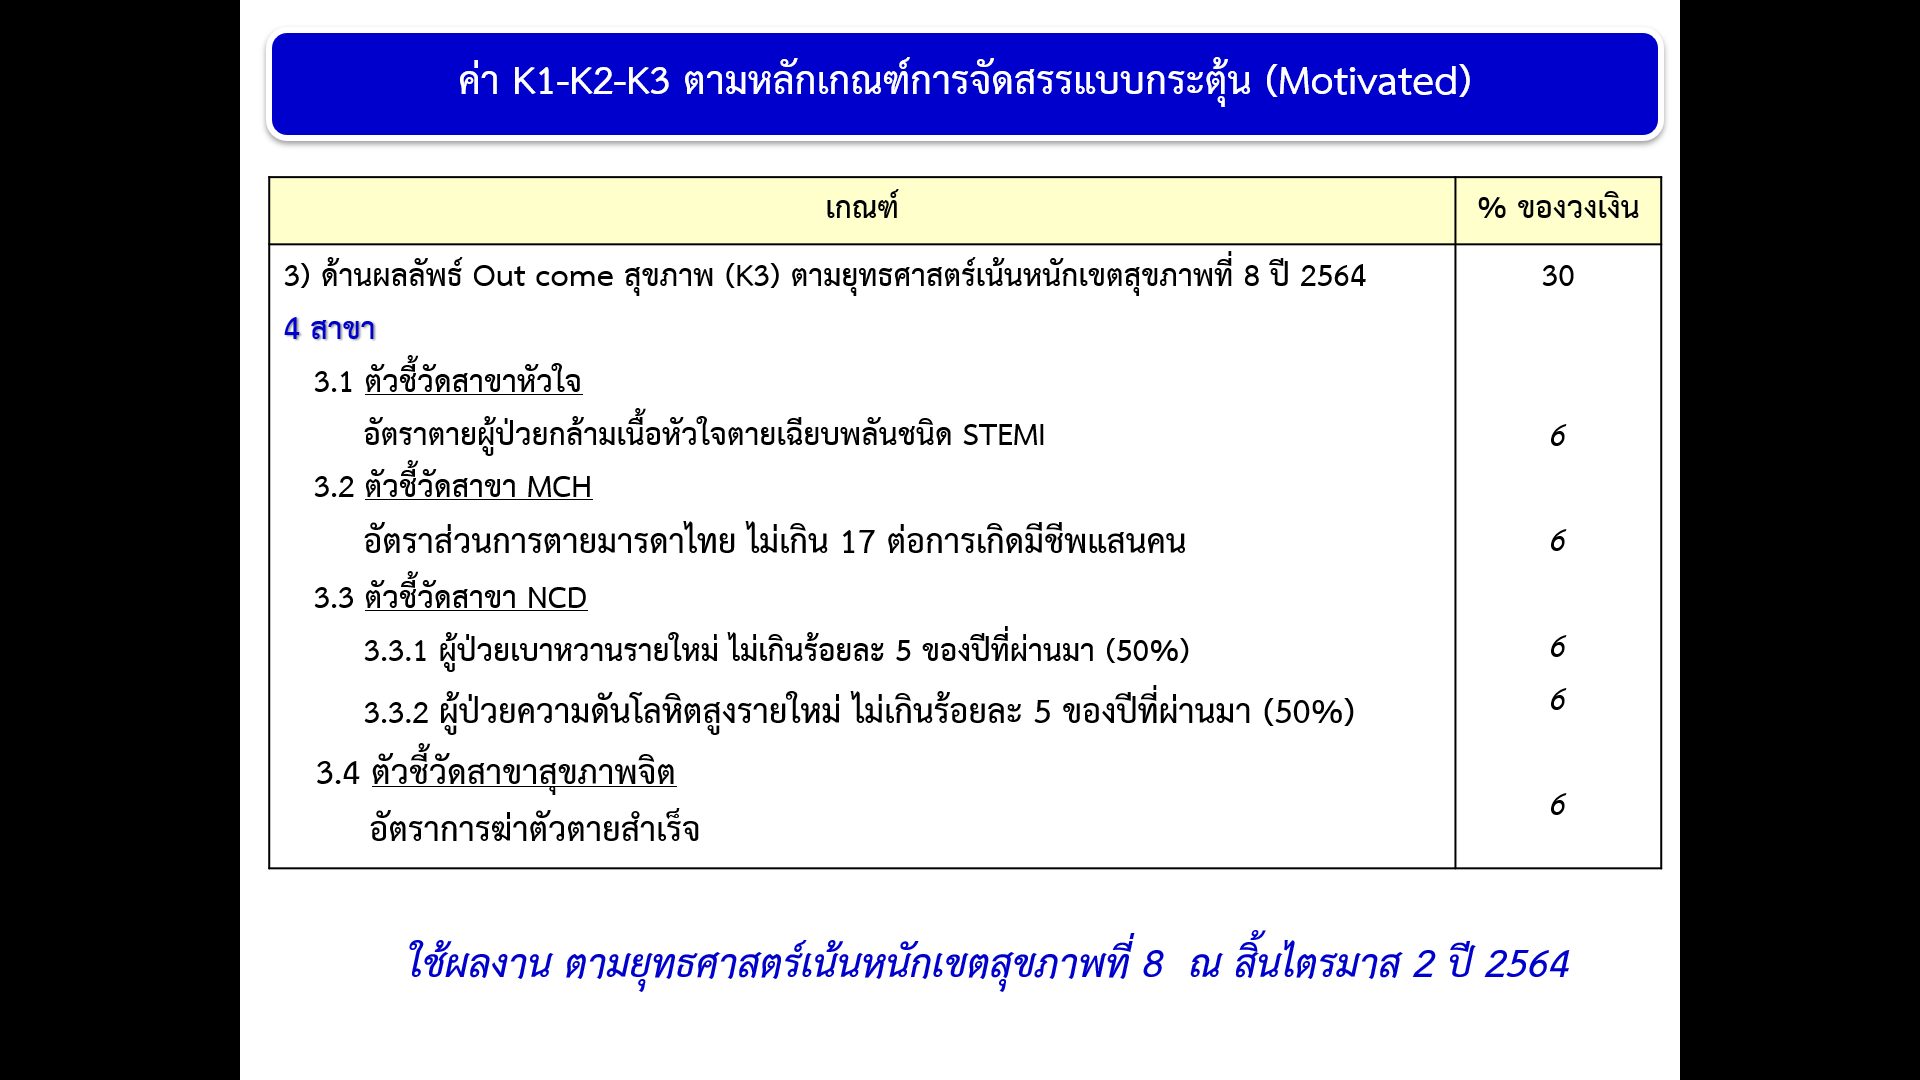 ค่า K1-K2-K3 ตามหลักเกณฑ์การจัดสรรแบบกระตุ้น (Motivated)
เกณฑ์ % ของวงเงิน
3) ด้านผลลัพธ์ Out come สุขภาพ (K3) ตามยุทธศาสตร์เน้นหนักเขตสุขภาพที่ 8 ปี 2564 30
4 สาขา
3.1 ตัวชี้วัดสาขาหัวใจ
อัตราตายผู้ป่วยกล้ามเนื้อหัวใจตายเฉียบพลันชนิด STEMI 6
3.2 ตัวชี้วัดสาขา MCH
อัตราส่วนการตายมารดาไทย ไม่เกิน 17 ต่อการเกิดมีชีพแสนคน 6
3.3 ตัวชี้วัดสาขา NCD
3.3.1 ผู้ป่วยเบาหวานรายใหม่ ไม่เกินร้อยละ 5 ของปีที่ผ่านมา (50%) 6
3.3.2 ผู้ป่วยความดันโลหิตสูงรายใหม่ ไม่เกินร้อยละ 5 ของปีที่ผ่านมา (50%) 6
3.4 ตัวชี้วัดสาขาสุขภาพจิต
อัตราการฆ่าตัวตายสำเร็จ 6
ใช้ผลงาน ตามยุทธศาสตร์เน้นหนักเขตสุขภาพที่ 8 ณ สิ้นไตรมาส 2 ปี 2564